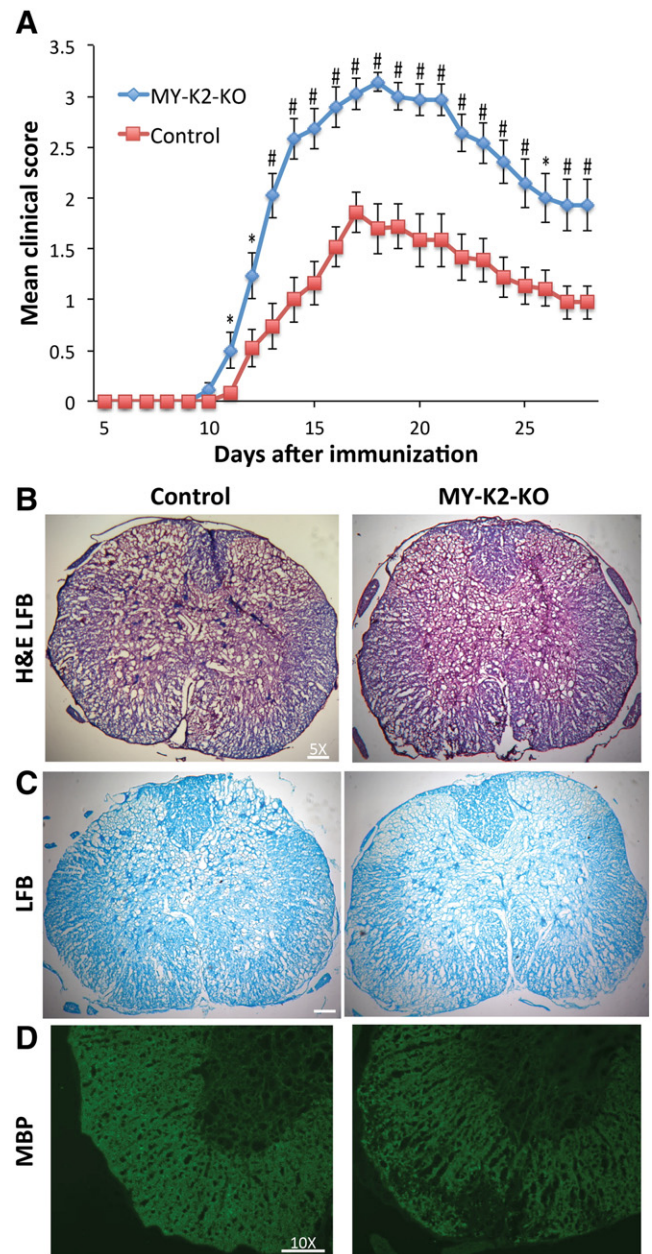 A
3.5
3
2.5
2
1.5
1
0.5
0
Mean clinical score
MY-K2-KO
Control
* * # # # # # # # # # # # # # # * # #
5 10 15 20 25
Days after immunization
B
Control MY-K2-KO
H&E LFB
5X
C
LFB
D
MBP
10X